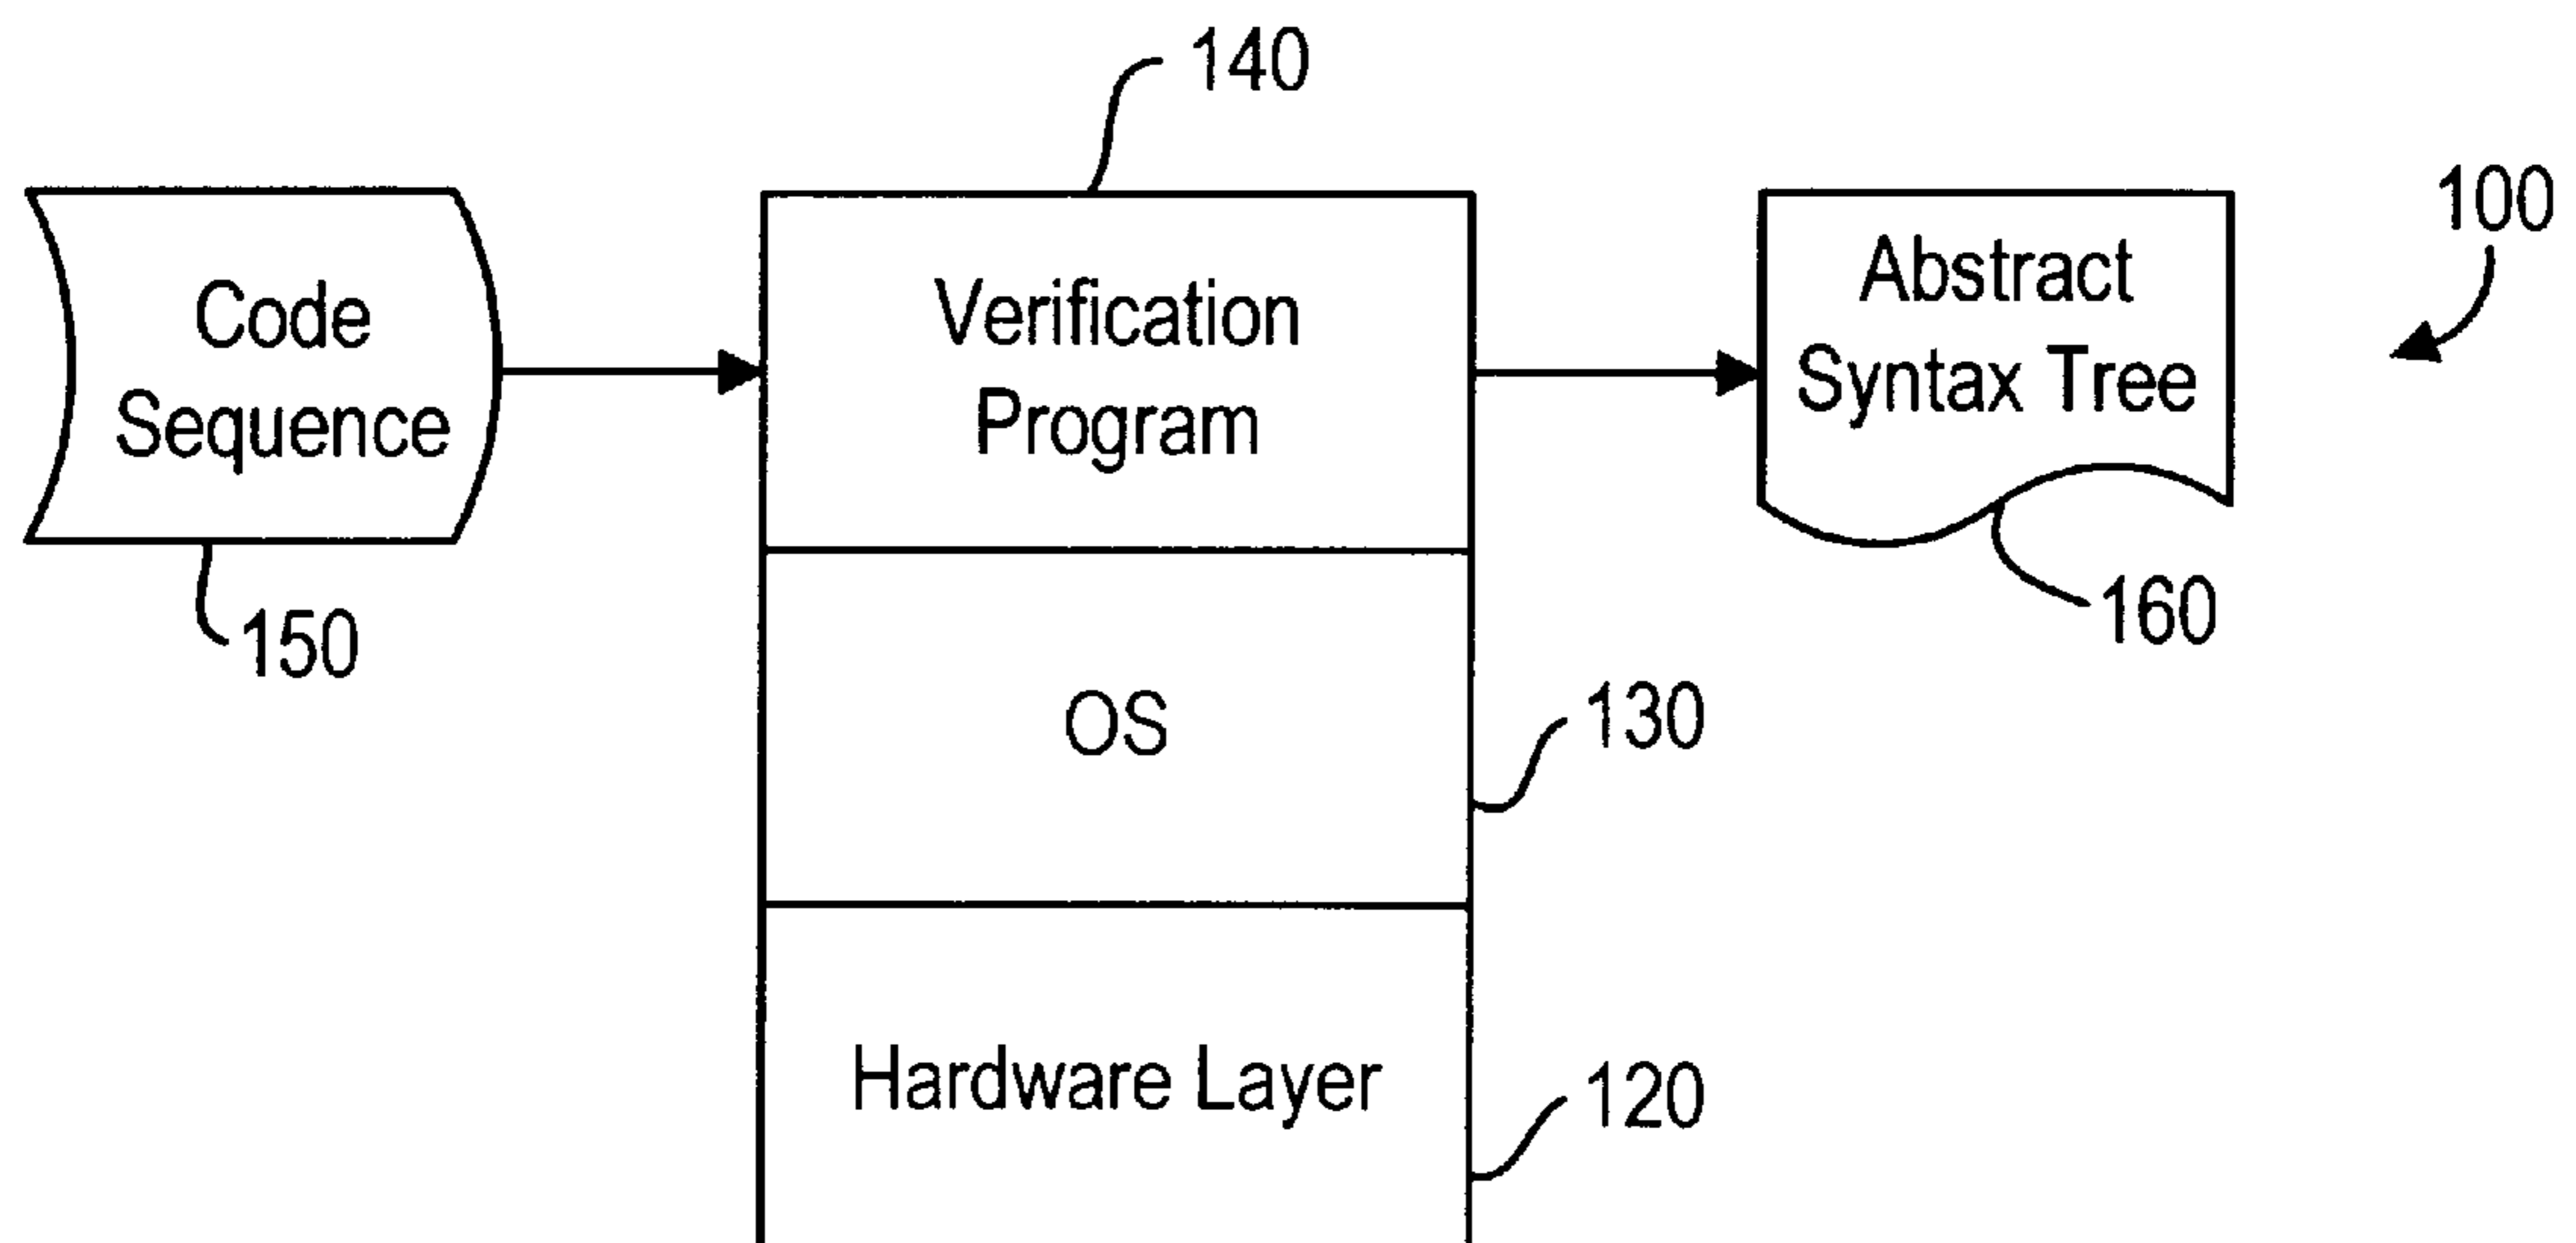 140
100
Code
Sequence
150
Verification
Program
Abstract
Syntax Tree
160
OS
130
Hardware Layer
120